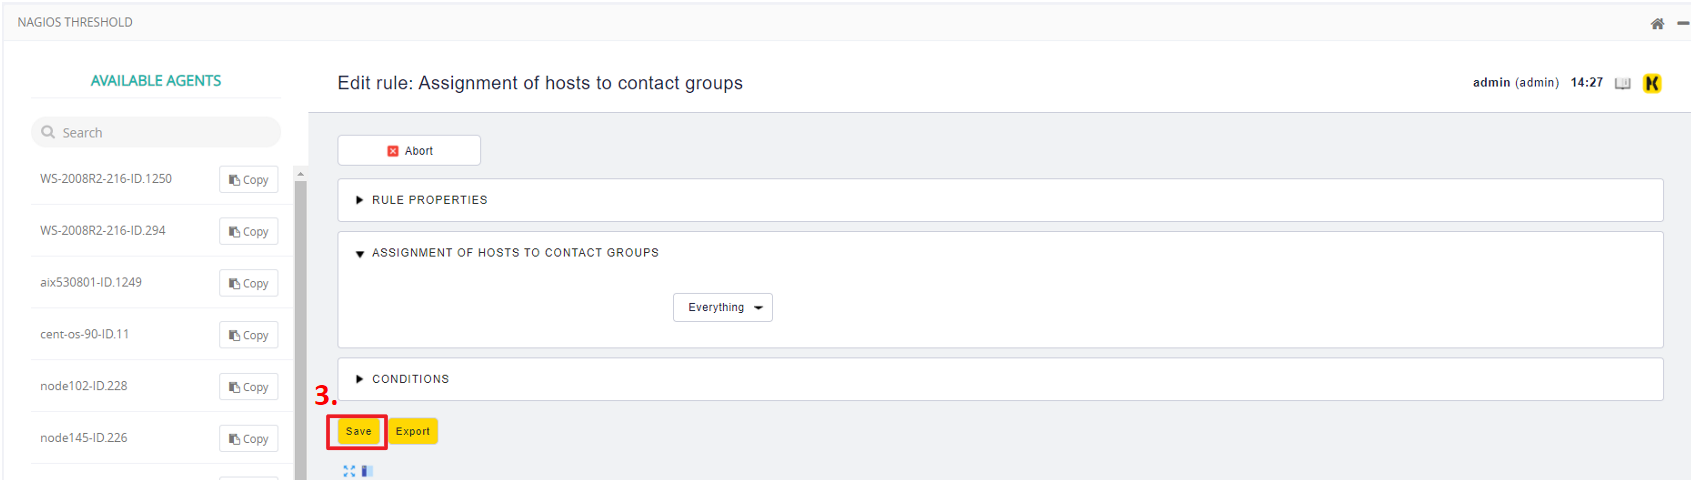 NAGIOS THRESHOLD
AVAILABLE AGENTS
Search
WS-2008R2-216-ID.1250 Copy
WS-2008R2-216-ID.294 Copy
aix530801-ID.1249 Copy
cent-os-90-ID.11 Copy
node102-ID.228 Copy
node145-ID.226 Copy
Edit rule: Assignment of hosts to contact groups
admin (admin) 14:27
Abort
RULE PROPERTIES
ASSIGNMENT OF HOSTS TO CONTACT GROUPS
Everything
CONDITIONS
3.
Save Export